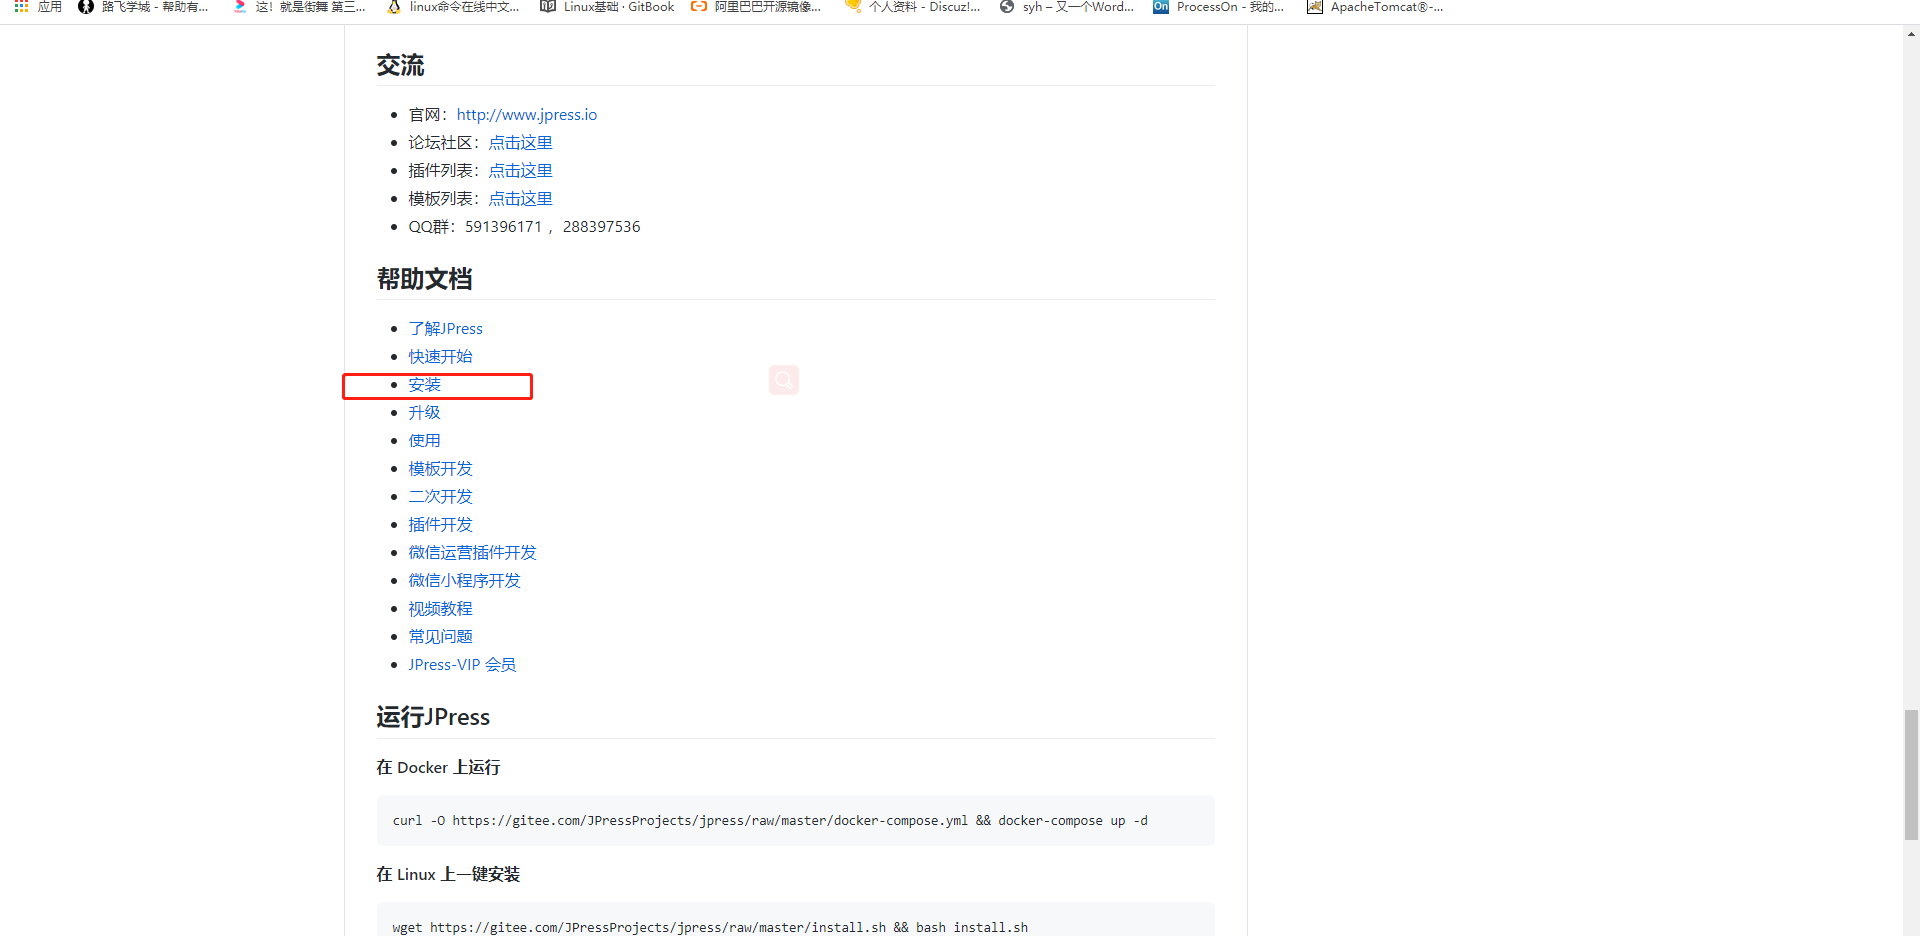 应用 路飞学城 - 帮助有... 这！就是街舞 第三... linux命令在线中文... Linux基础 · GitBook 阿里巴巴开源镜像... 个人资料 - Discuz!... syh – 又一个Word... On ProcessOn - 我的... ApacheTomcat®-...
交流
官网：http://www.jpress.io
论坛社区：点击这里
插件列表：点击这里
模板列表：点击这里
QQ群：591396171 ，288397536
帮助文档
了解JPress
快速开始
安装
升级
使用
模板开发
二次开发
插件开发
微信运营插件开发
微信小程序开发
视频教程
常见问题
JPress-VIP 会员
运行JPress
在 Docker 上运行
curl -O https://gitee.com/JPressProjects/jpress/raw/master/docker-compose.yml && docker-compose up -d
在 Linux 上一键安装
wget https://gitee.com/JPressProjects/jpress/raw/master/install.sh && bash install.sh